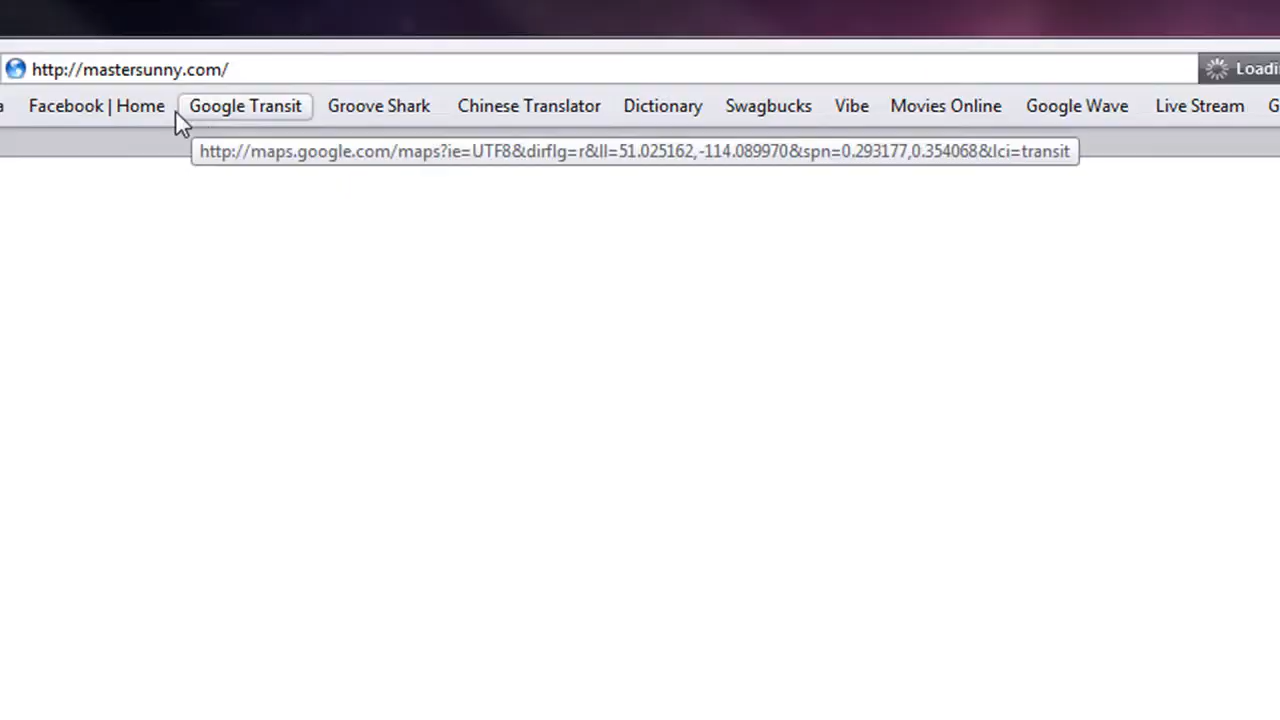 http://mastersunny.com/
Loadi
a Facebook | Home Google Transit Groove Shark Chinese Translator Dictionary Swagbucks Vibe Movies Online Google Wave Live Stream G
http://maps.google.com/maps?ie=UTF8&dirflg=r&ll=51.025162,-114.089970&spn=0.293177,0.354068&lci=transit